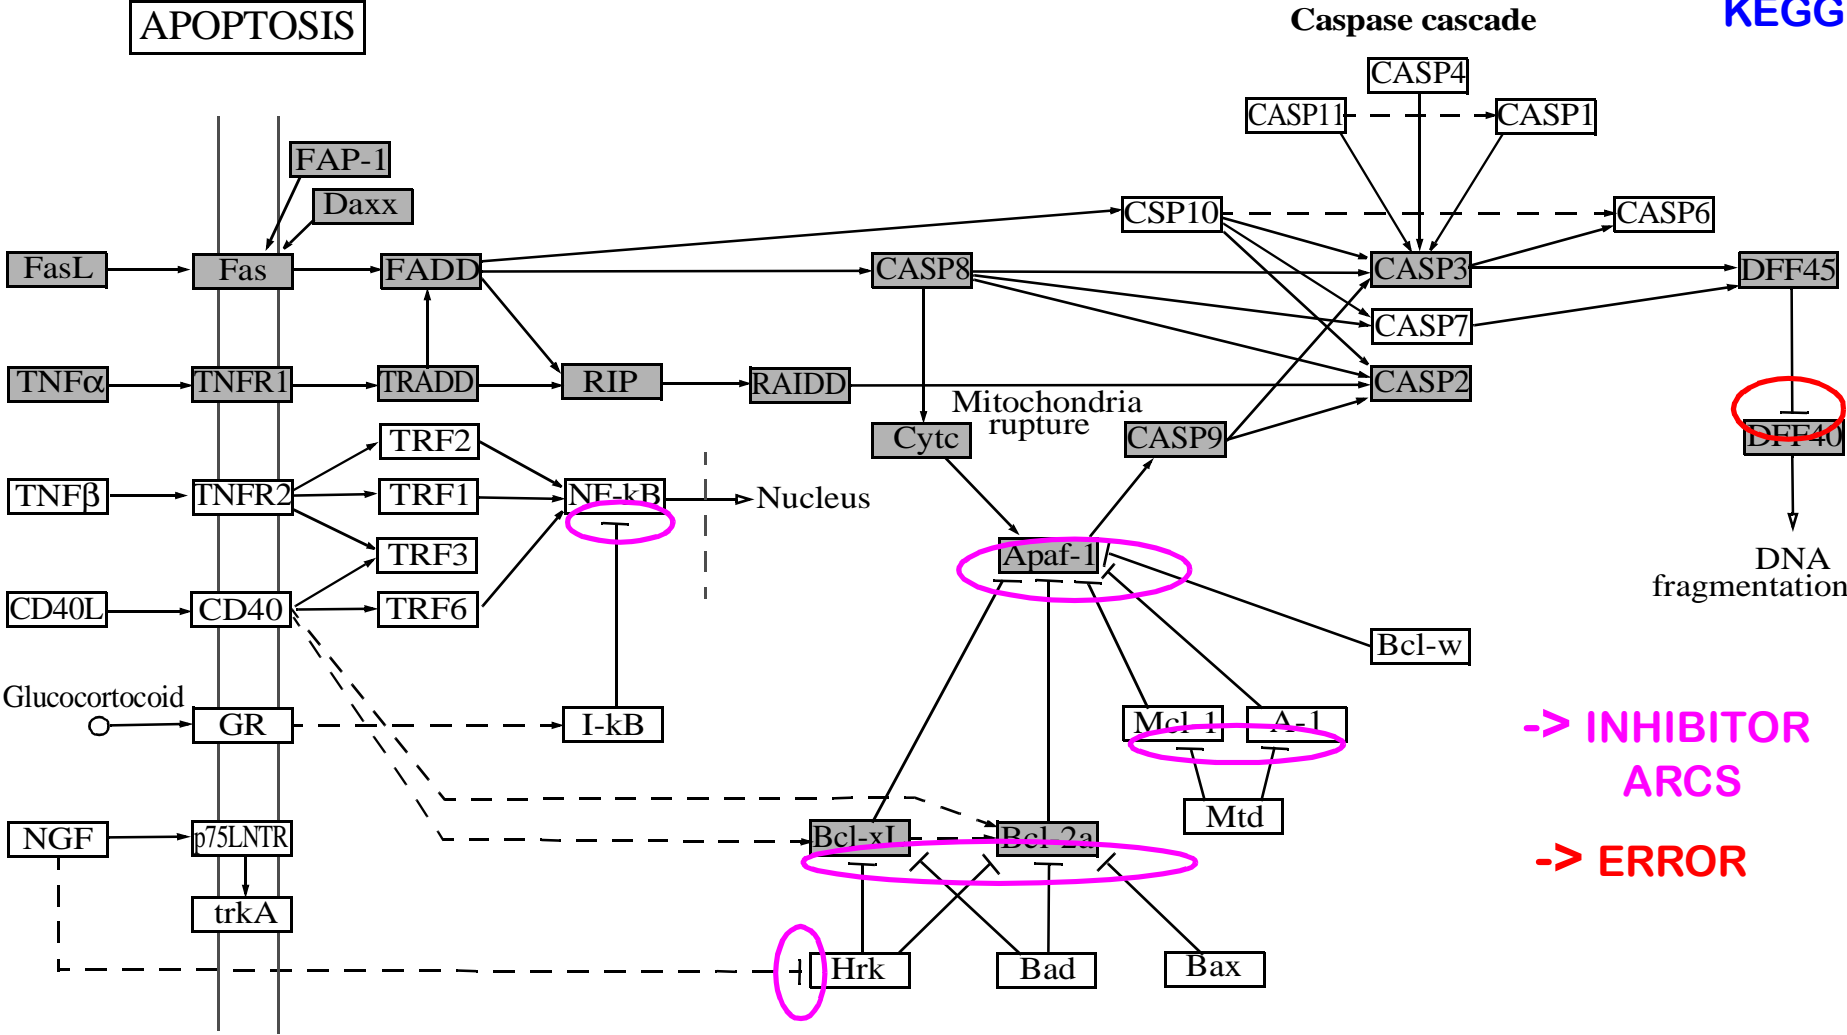 APOPTOSIS
Caspase cascade
KEGG
CASP4
CASP11
CASP1
FAP-1
Daxx
CSP10
CASP6
FasL
Fas
FADD
CASP8
CASP3
DFF45
CASP7
TNFα
TNFR1
TRADD
RIP
RAIDD
CASP2
Mitochondria
rupture
TRF2
Cytc
CASP9
DFF40
TNFβ
TNFR2
TRF1
NF-kB
Nucleus
TRF3
Apaf-1
DNA
fragmentation
CD40L
CD40
TRF6
Bcl-w
Glucocortocoid
GR
I-kB
Mcl-1
A-1
-> INHIBITOR
ARCS
Mtd
NGF
p75LNTR
Bcl-xL
Bcl-2a
-> ERROR
trkA
Hrk
Bad
Bax